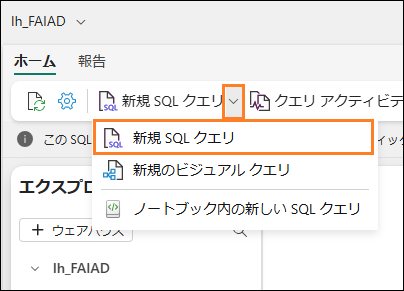 lh_FAIAD
ホーム 報告
新規 SQL クエリ クエリ アクティビテ
この SQL
新規 SQL クエリ
新規のビジュアル クエリ
エクスプロ
ノートブック内の新しい SQL クエリ
+ ウェアハウス
lh_FAIAD